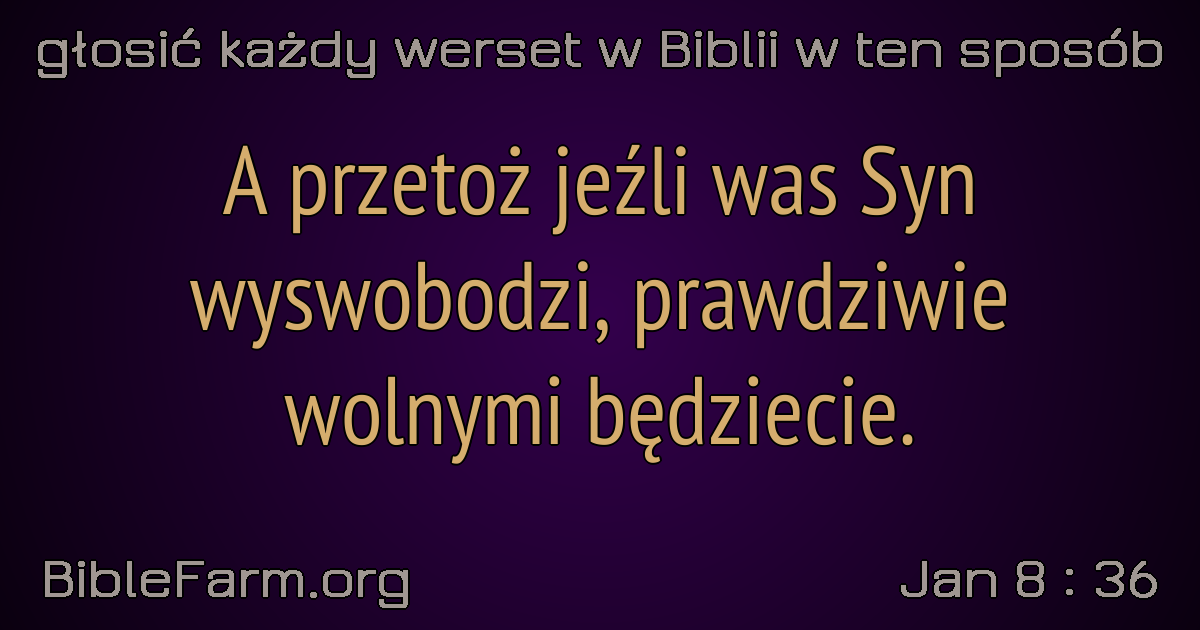 głosić każdy werset w Biblii w ten sposób
A przetoż jeźli was Syn
wyswobodzi, prawdziwie
wolnymi będziecie.
BibleFarm.org
Jan 8 : 36